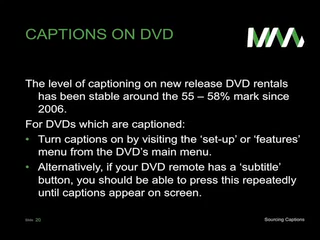 CAPTIONS ON DVD
The level of captioning on new release DVD rentals
has been stable around the 55 – 58% mark since
2006.
For DVDs which are captioned:
• Turn captions on by visiting the ‘set-up’ or ‘features’
menu from the DVD’s main menu.
• Alternatively, if your DVD remote has a ‘subtitle’
button, you should be able to press this repeatedly
until captions appear on screen.
Slide 20
Sourcing Captions